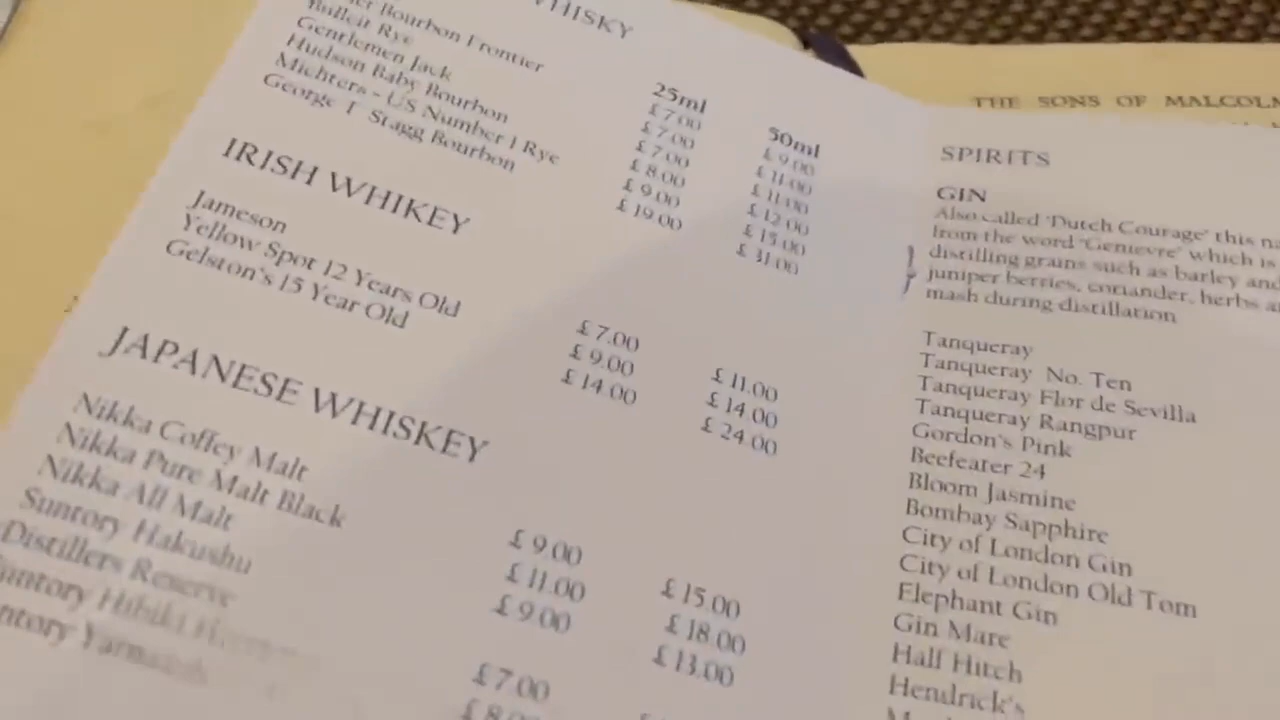 WHISKY
25ml 50ml
Bourbon Frontier £7.00 £9.00
Bulleit Rye £7.00 £11.00
Gentlemen Jack £7.00 £11.00
Hudson Baby Bourbon £8.00 £12.00
Michters - US Number 1 Rye £9.00 £15.00
George T Stagg Bourbon £19.00 £31.00
IRISH WHIKEY
Jameson £7.00 £11.00
Yellow Spot 12 Years Old £9.00 £14.00
Gelston's 15 Year Old £14.00 £24.00
JAPANESE WHISKEY
Nikka Coffey Malt £9.00 £15.00
Nikka Pure Malt Black £11.00 £18.00
Nikka All Malt £9.00 £13.00
Suntory Hakushu
Distillers Reserve £7.00
Hibiki
THE SONS OF MALCOLM
SPIRITS
GIN
Also called 'Dutch Courage' this
from the word 'Genievre' which is
distilling grains such as barley and
juniper berries, coriander, herbs
mash during distillation
Tanqueray
Tanqueray No. Ten
Tanqueray Flor de Sevilla
Tanqueray Rangpur
Gordon's Pink
Beefeater 24
Bloom Jasmine
Bombay Sapphire
City of London Gin
City of London Old Tom
Elephant Gin
Gin Mare
Half Hitch
Hendrick's